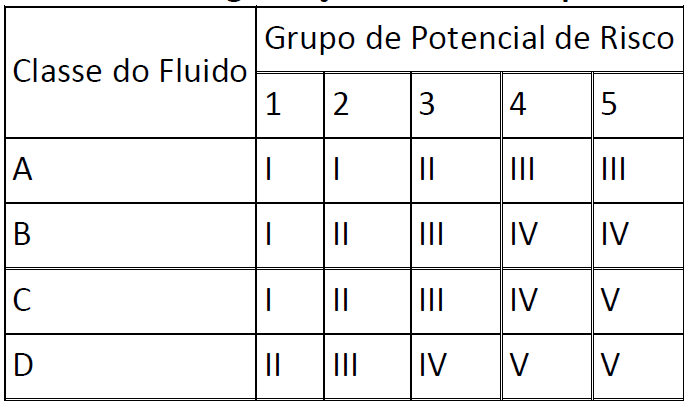 Classe do Fluido
Grupo de Potencial de Risco
1 2 3 4 5
A I I II III III
B I II III IV IV
C I II III IV V
D II III IV V V